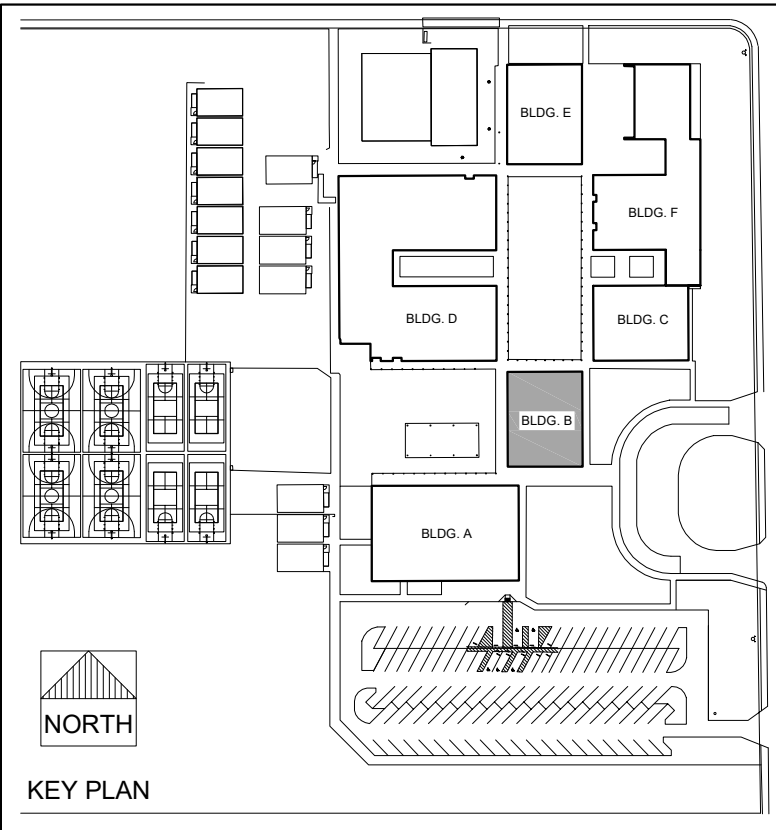 BLDG. E
BLDG. F
BLDG. D
BLDG. C
BLDG. B
BLDG. A
NORTH
KEY PLAN